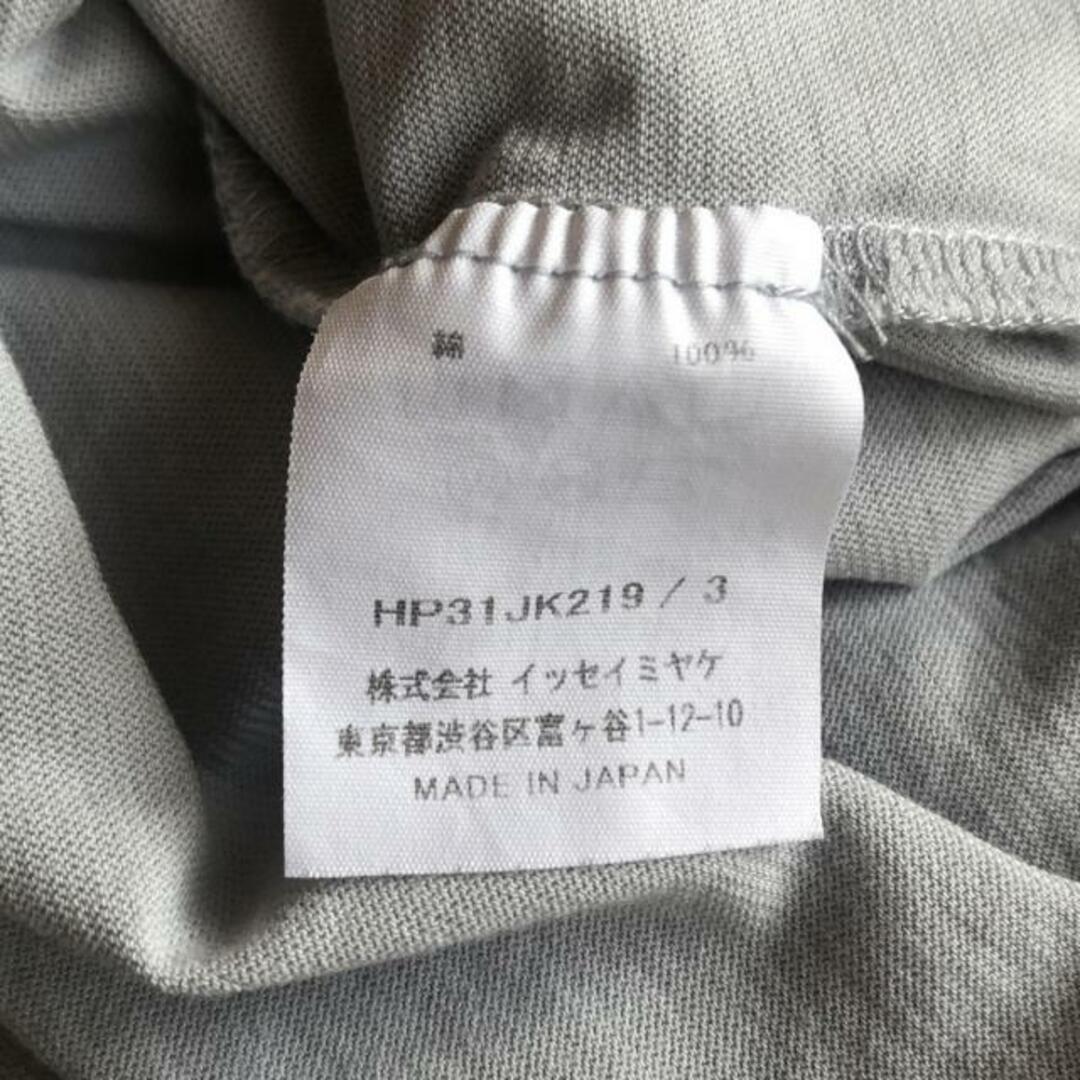 綿 100%
HP31JK219 / 3
株式会社 イッセイミヤケ
東京都渋谷区富ヶ谷1-12-10
MADE IN JAPAN